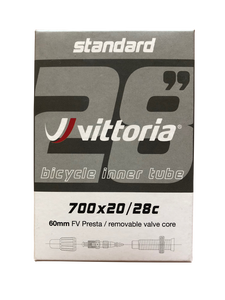 standard
28”
vittoria
bicycle inner tube
700x20/28c
60mm FV Presta / removable valve core